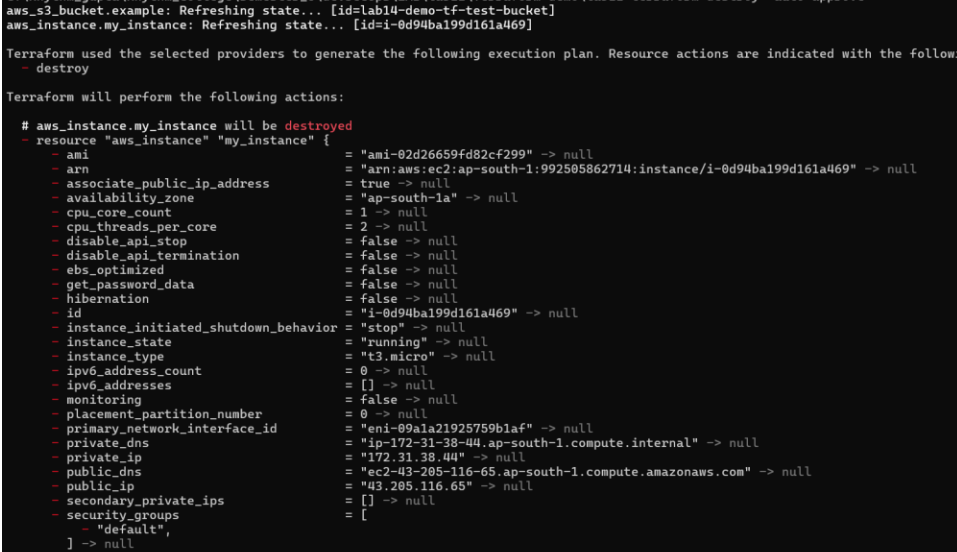 aws_s3_bucket.example: Refreshing state... [id=lab14-demo-tf-test-bucket]
aws_instance.my_instance: Refreshing state... [id=i-0d94ba199d161a469]
Terraform used the selected providers to generate the following execution plan. Resource actions are indicated with the follow
- destroy
Terraform will perform the following actions:
# aws_instance.my_instance will be destroyed
- resource "aws_instance" "my_instance" {
- ami = "ami-02d26659fd82cf299" -> null
- arn = "arn:aws:ec2:ap-south-1:992505862714:instance/i-0d94ba199d161a469" -> null
- associate_public_ip_address = true -> null
- availability_zone = "ap-south-1a" -> null
- cpu_core_count = 1 -> null
- cpu_threads_per_core = 2 -> null
- disable_api_stop = false -> null
- disable_api_termination = false -> null
- ebs_optimized = false -> null
- get_password_data = false -> null
- hibernation = false -> null
- id = "i-0d94ba199d161a469" -> null
- instance_initiated_shutdown_behavior = "stop" -> null
- instance_state = "running" -> null
- instance_type = "t3.micro" -> null
- ipv6_address_count = 0 -> null
- ipv6_addresses = [] -> null
- monitoring = false -> null
- placement_partition_number = 0 -> null
- primary_network_interface_id = "eni-09a1a21925759b1af" -> null
- private_dns = "ip-172-31-38-44.ap-south-1.compute.internal" -> null
- private_ip = "172.31.38.44" -> null
- public_dns = "ec2-43-205-116-65.ap-south-1.compute.amazonaws.com" -> null
- public_ip = "43.205.116.65" -> null
- secondary_private_ips = [] -> null
- security_groups = [
- "default",
] -> null